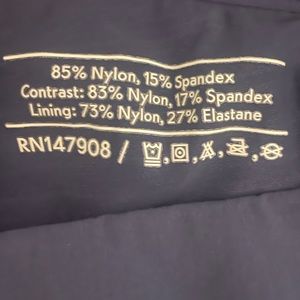 85% Nylon, 15% Spandex
Contrast: 83% Nylon, 17% Spandex
Lining: 73% Nylon, 27% Elastane
RN147908 /